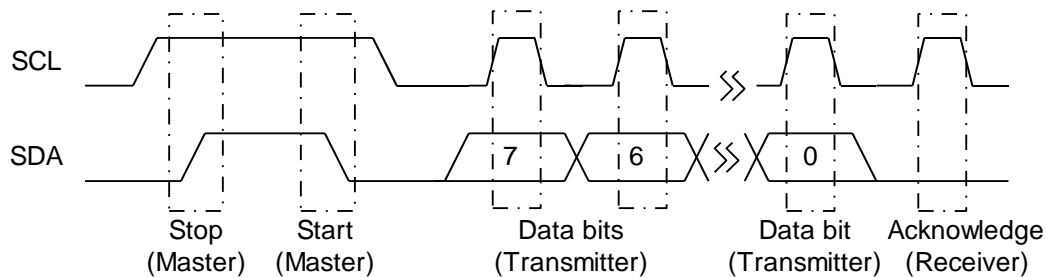 SCL
SDA
7 6 0
Stop Start Data bits Data bit Acknowledge
(Master) (Master) (Transmitter) (Transmitter) (Receiver)